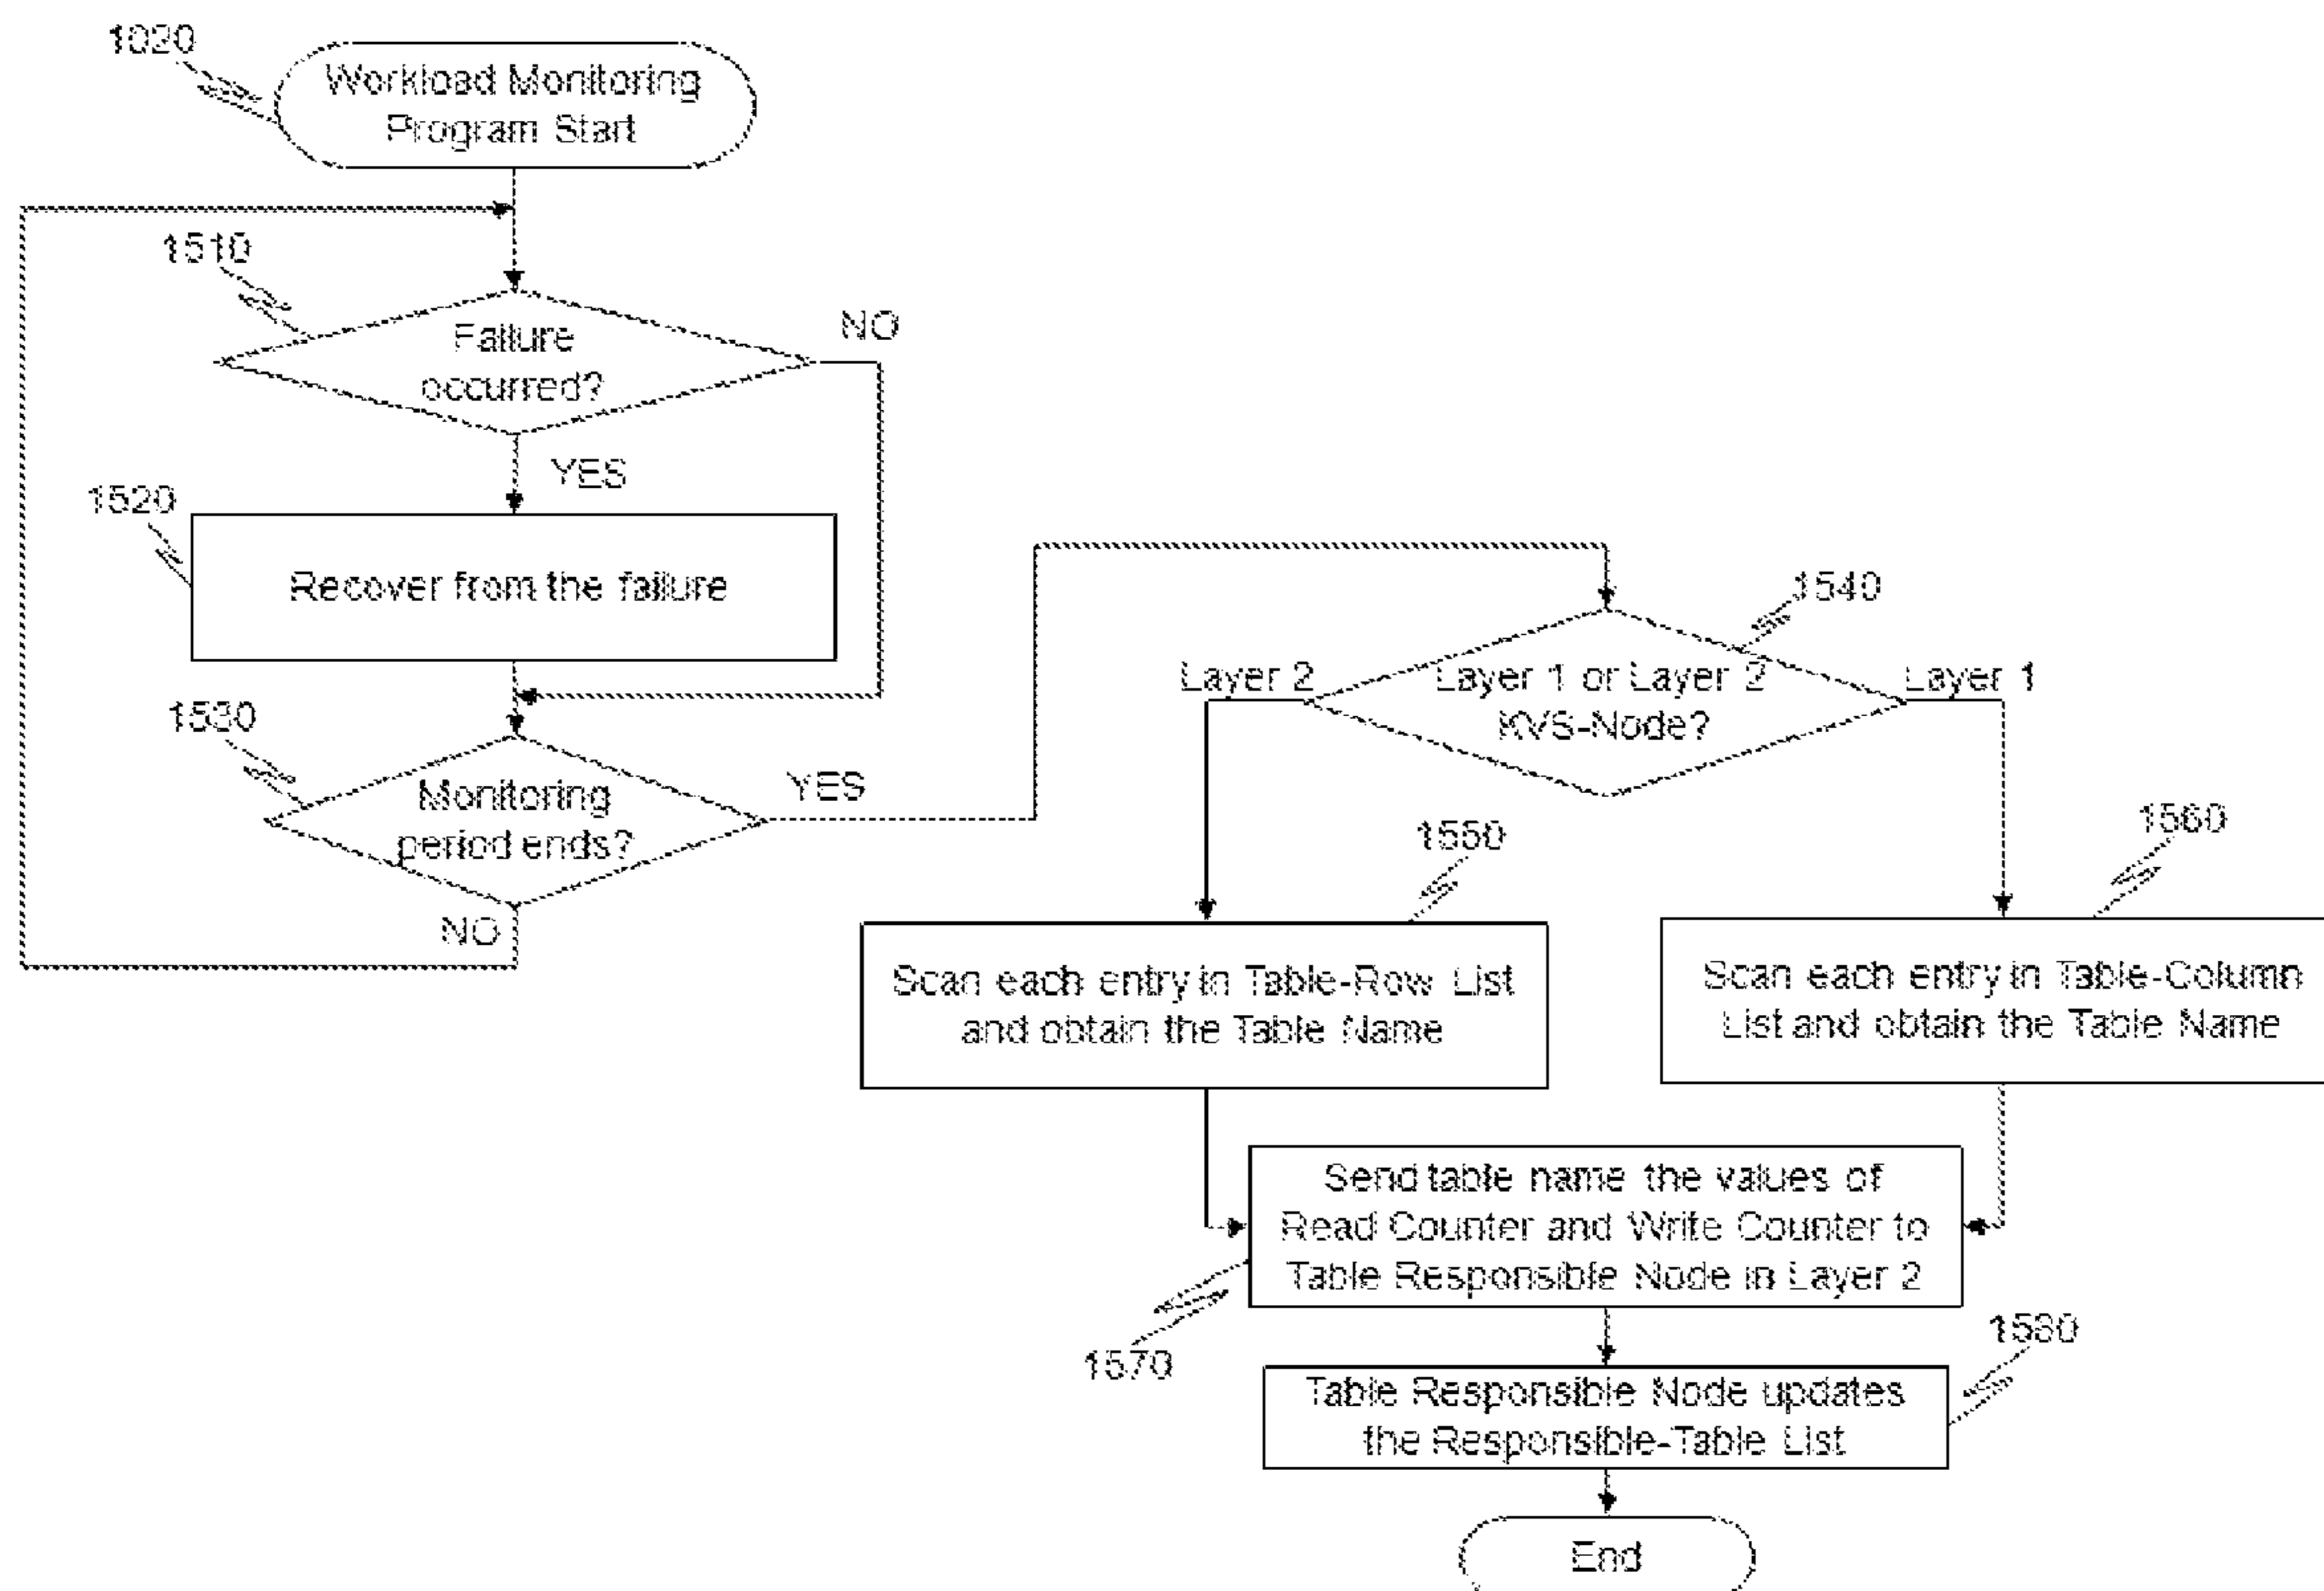 1020
Workload Monitoring
Program Start
1510
Failure
occurred?
NO
YES
1520
Recover from the failure
1530
Monitoring
period ends?
YES
NO
1540
Layer 2
Layer 1 or Layer 2
KVS-Node?
Layer 1
1550
Scan each entry in Table-Row List
and obtain the Table Name
1560
Scan each entry in Table-Column
List and obtain the Table Name
Send table name the values of
Read Counter and Write Counter to
Table Responsible Node in Layer 2
1570
1580
Table Responsible Node updates
the Responsible-Table List
End